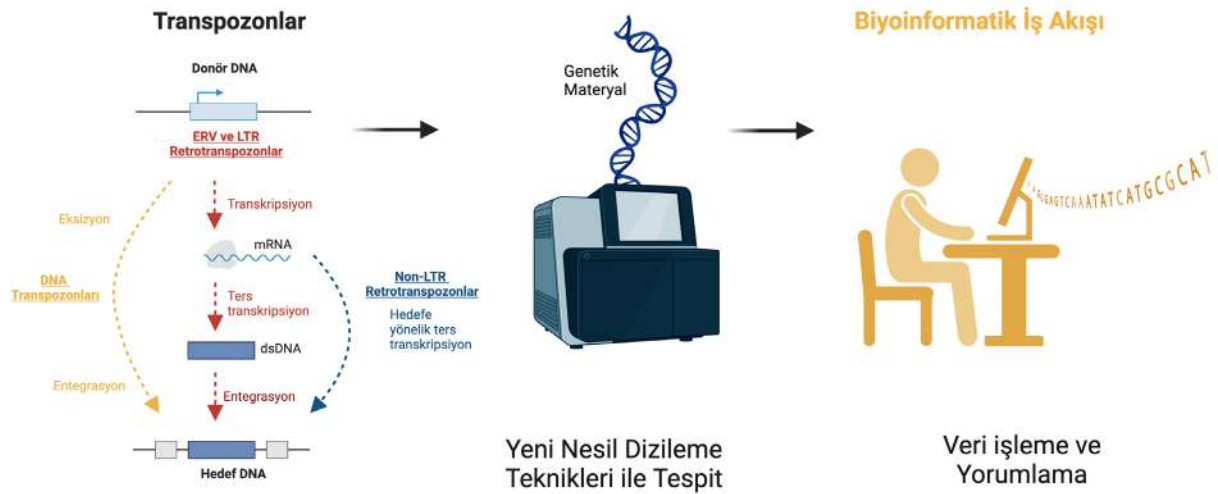 Transpozonlar
Donör DNA
ERV ve LTR
Retrotranspozonlar
Eksizyon
Transkripsiyon
mRNA
DNA
Transpozonları
Ters
transkripsiyon
Non-LTR
Retrotranspozonlar
Hedefe
yönelik ters
transkripsiyon
dsDNA
Entegrasyon
Entegrasyon
Hedef DNA
Genetik
Materyal
Yeni Nesil Dizileme
Teknikleri ile Tespit
Biyoinformatik İş Akışı
GAGTCAAATATCATGCGCCAT
Veri işleme ve
Yorumlama